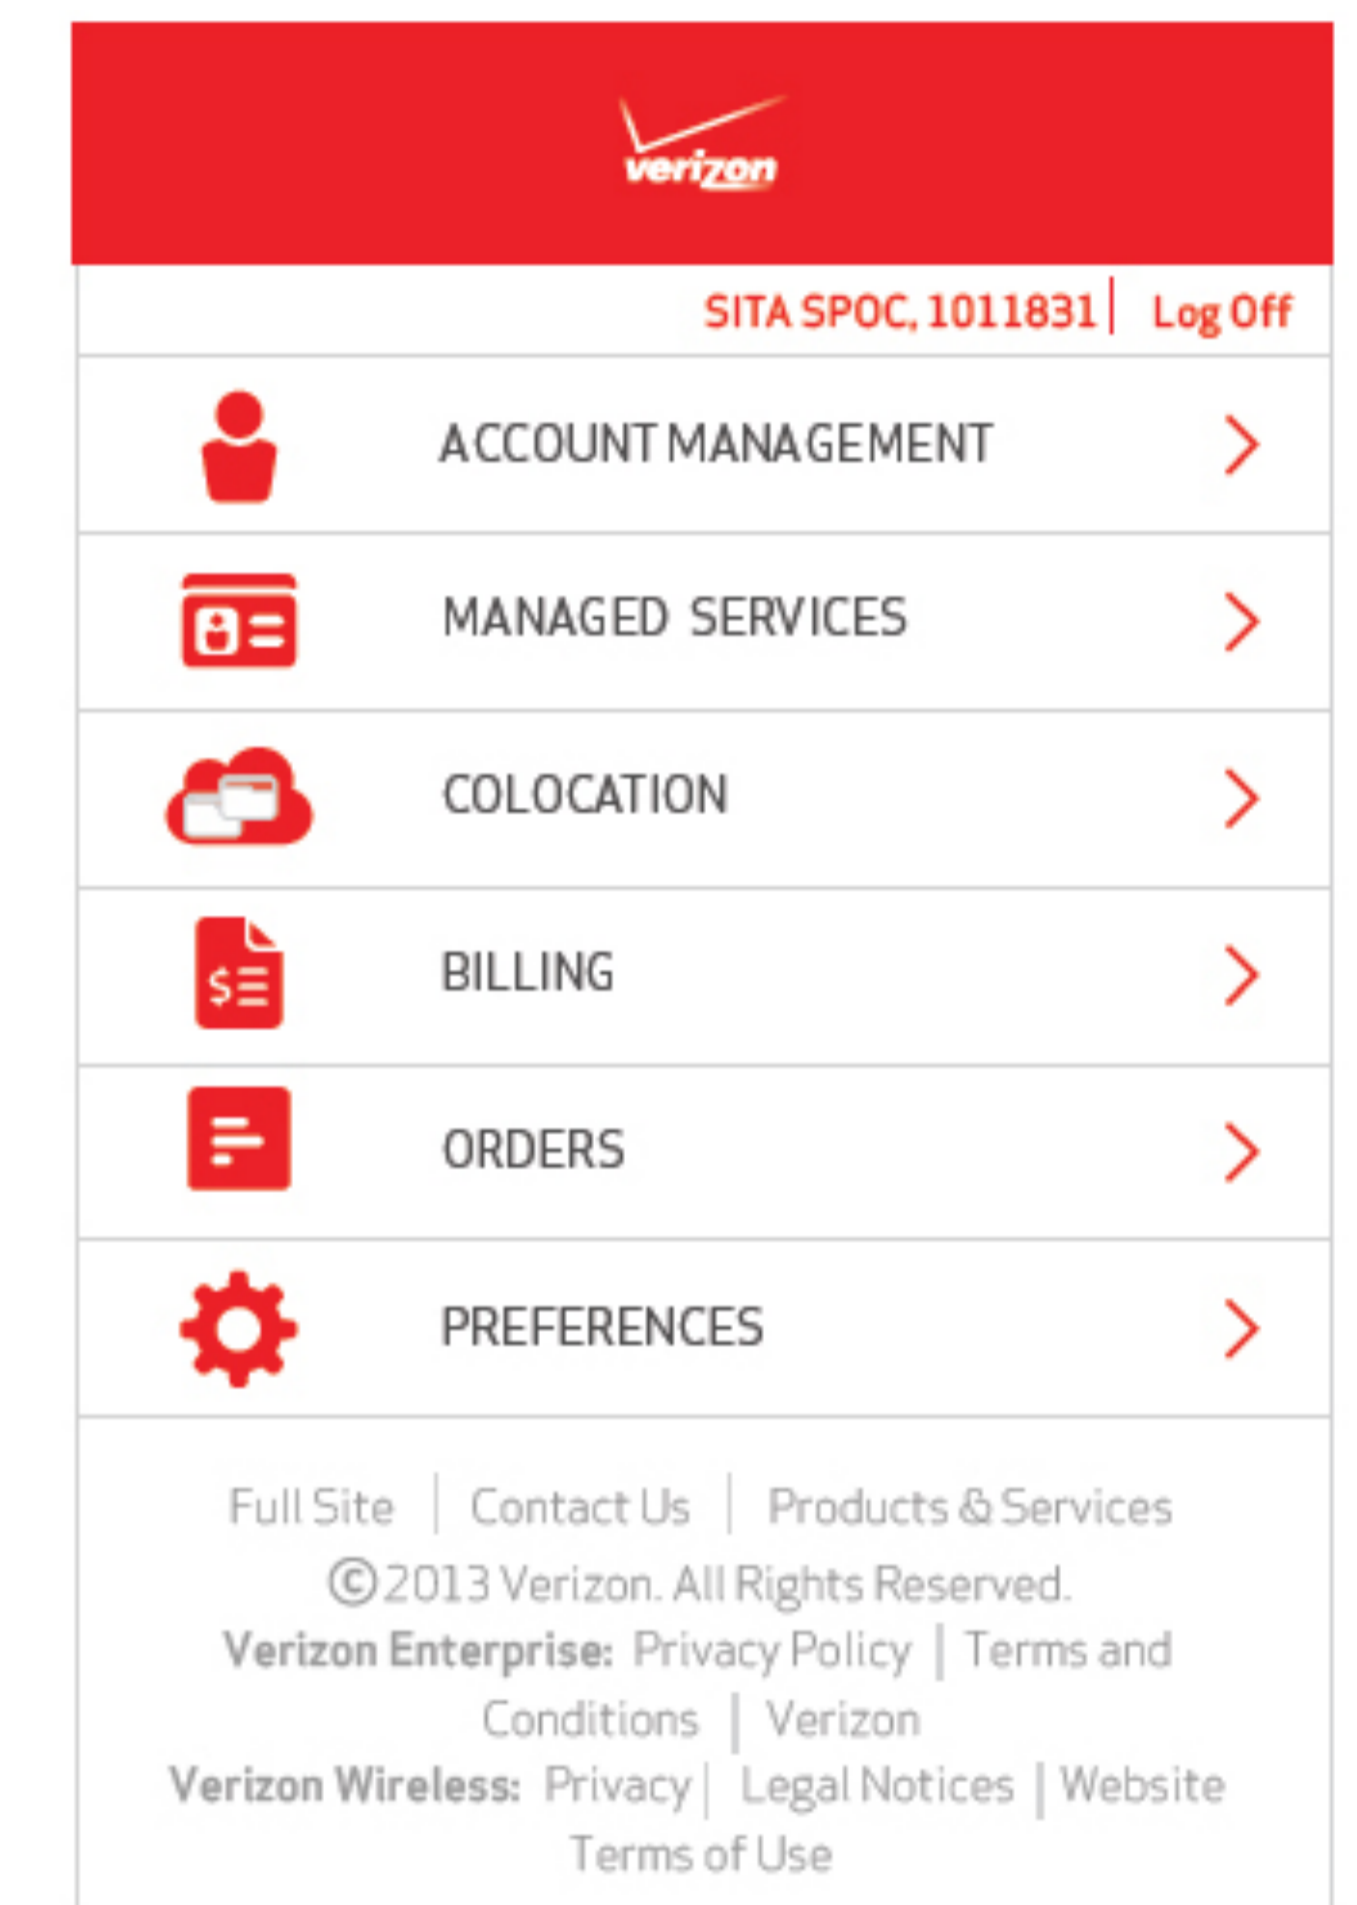 verizon
SITA SPOC, 1011831 | Log Off
ACCOUNT MANAGEMENT
MANAGED SERVICES
COLOCATION
BILLING
ORDERS
PREFERENCES
Full Site | Contact Us | Products & Services
©2013 Verizon. All Rights Reserved.
Verizon Enterprise: Privacy Policy | Terms and
Conditions | Verizon
Verizon Wireless: Privacy | Legal Notices | Website
Terms of Use